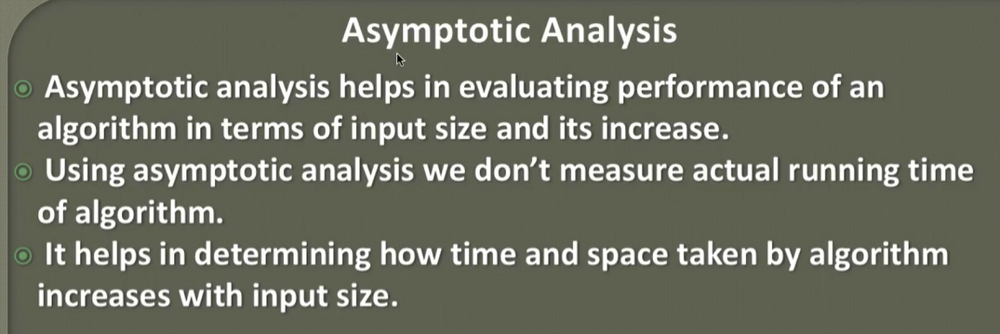 Asymptotic Analysis
Asymptotic analysis helps in evaluating performance of an
algorithm in terms of input size and its increase.
Using asymptotic analysis we don’t measure actual running time
of algorithm.
It helps in determining how time and space taken by algorithm
increases with input size.